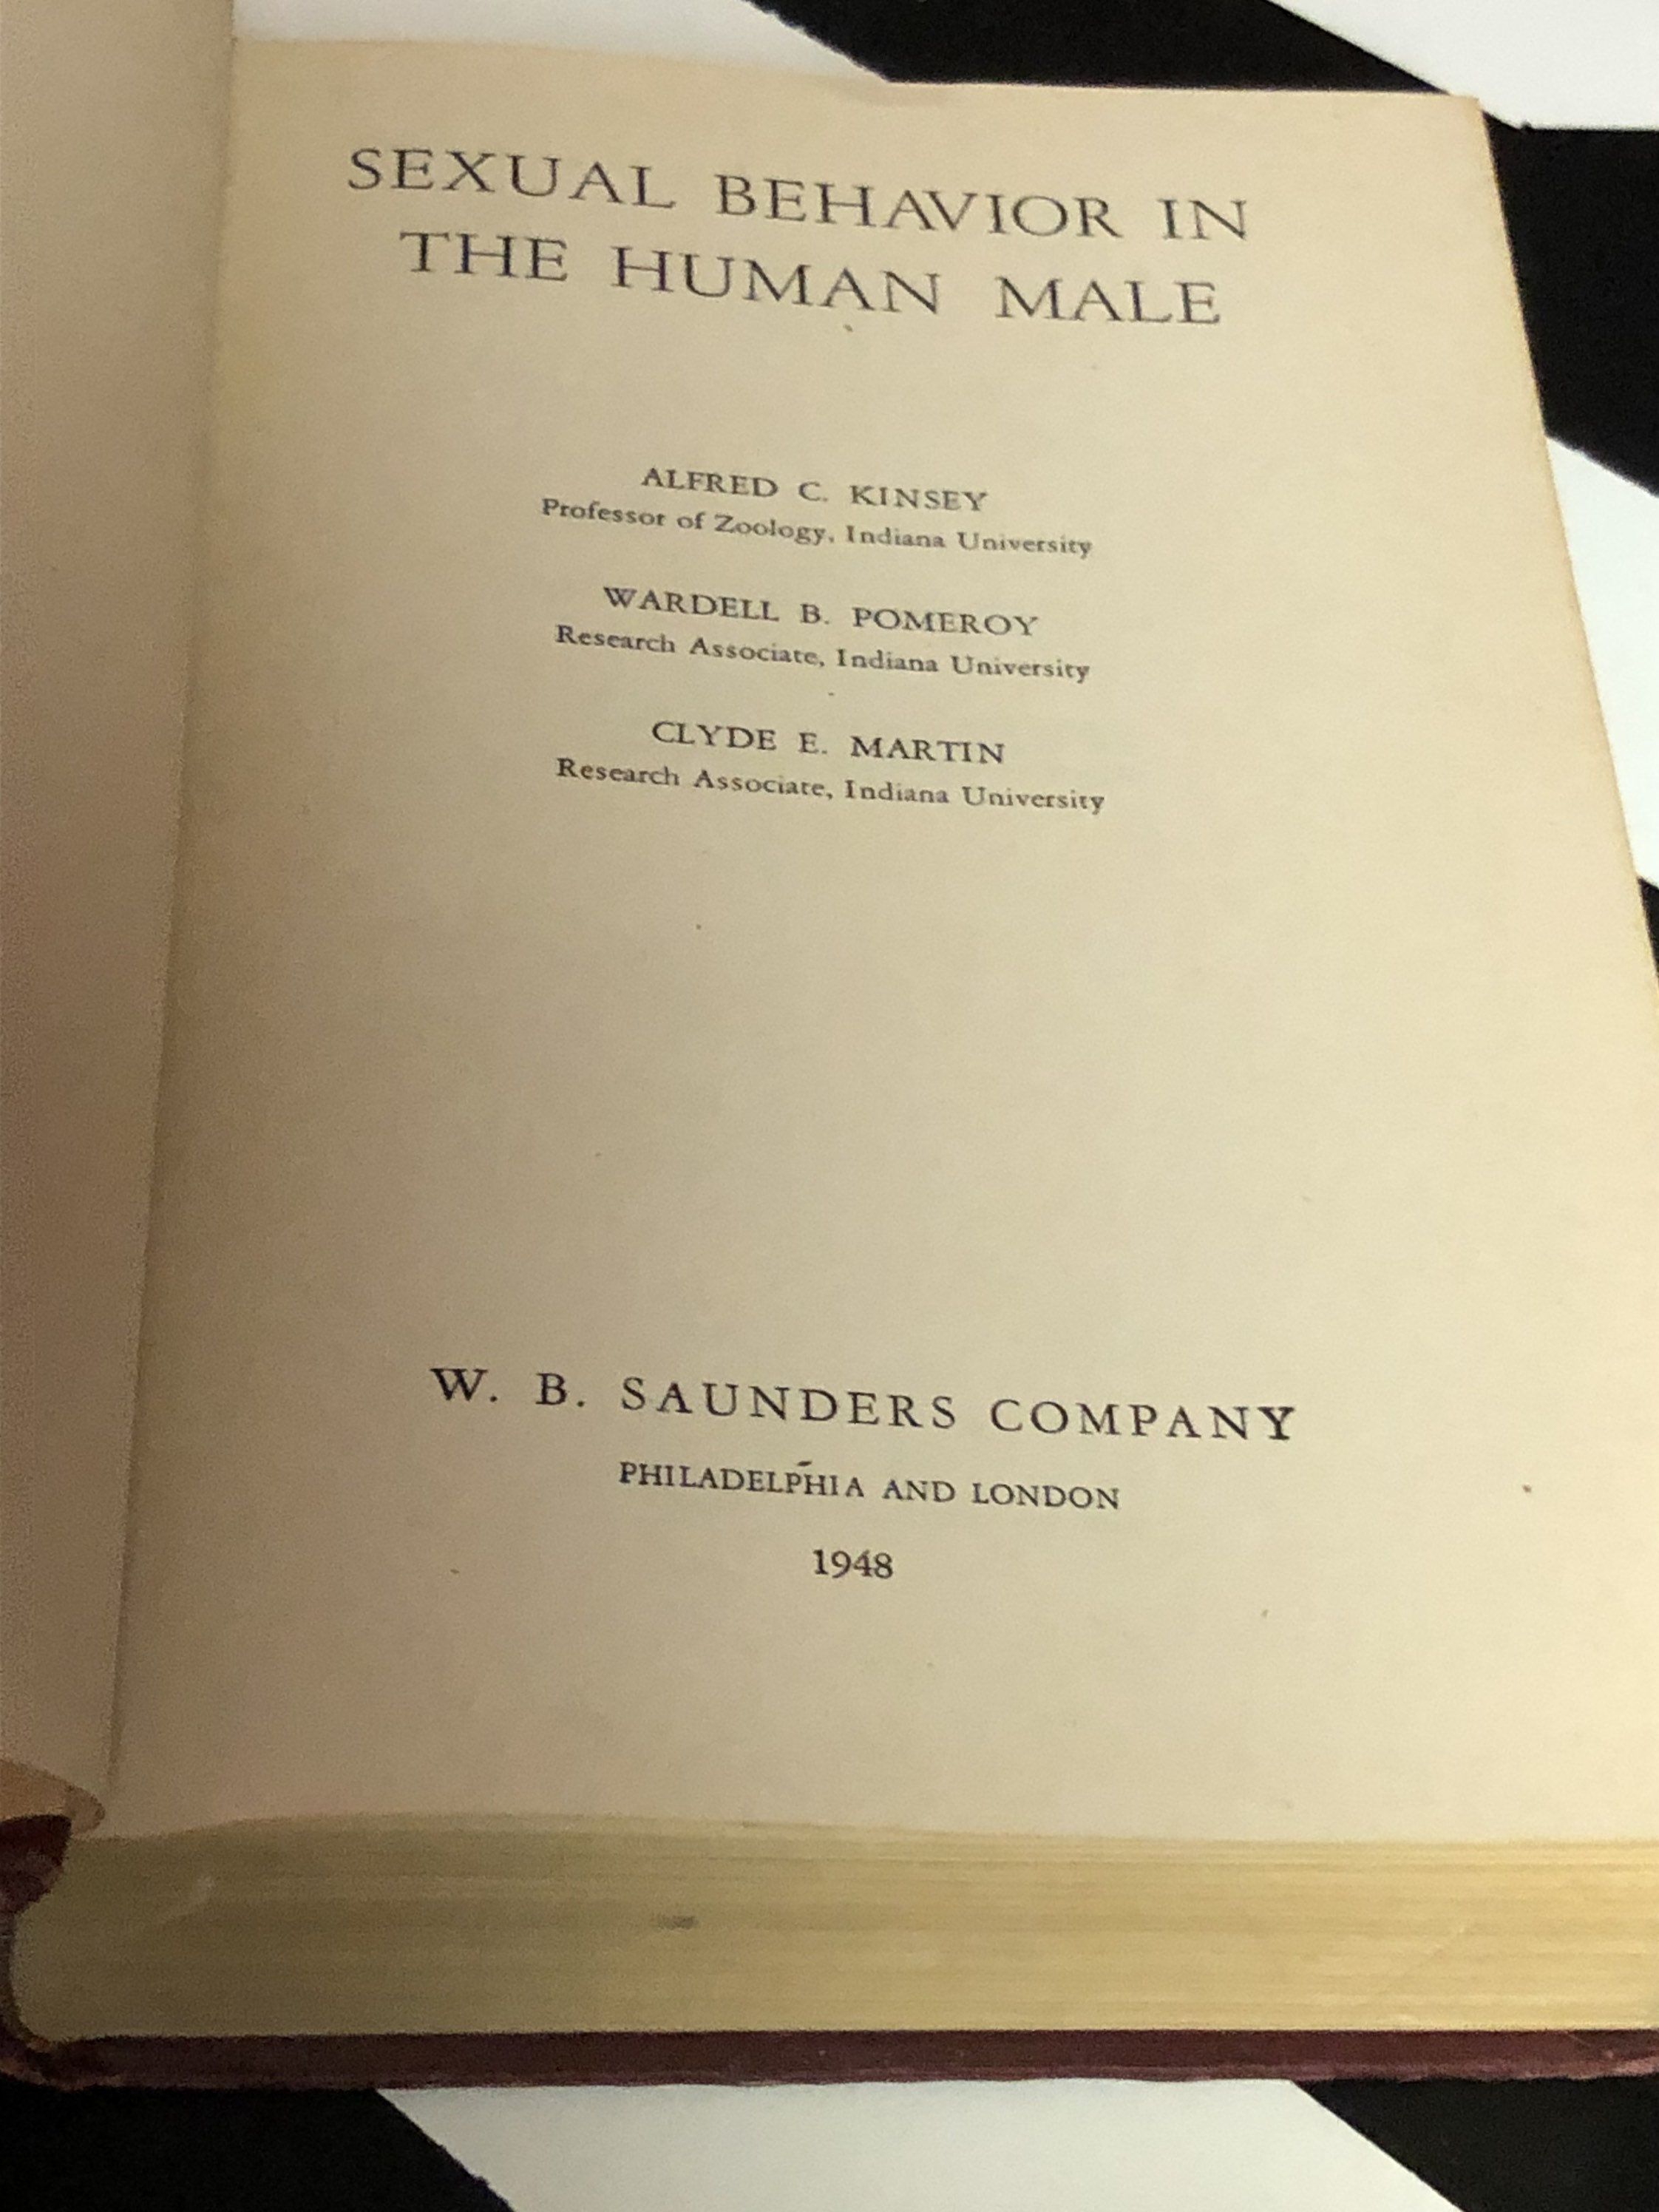 SEXUAL BEHAVIOR IN
THE HUMAN MALE
ALFRED C. KINSEY
Professor of Zoology, Indiana University
WARDELL B. POMEROY
Research Associate, Indiana University
CLYDE E. MARTIN
Research Associate, Indiana University
W. B. SAUNDERS COMPANY
PHILADELPHIA AND LONDON
1948